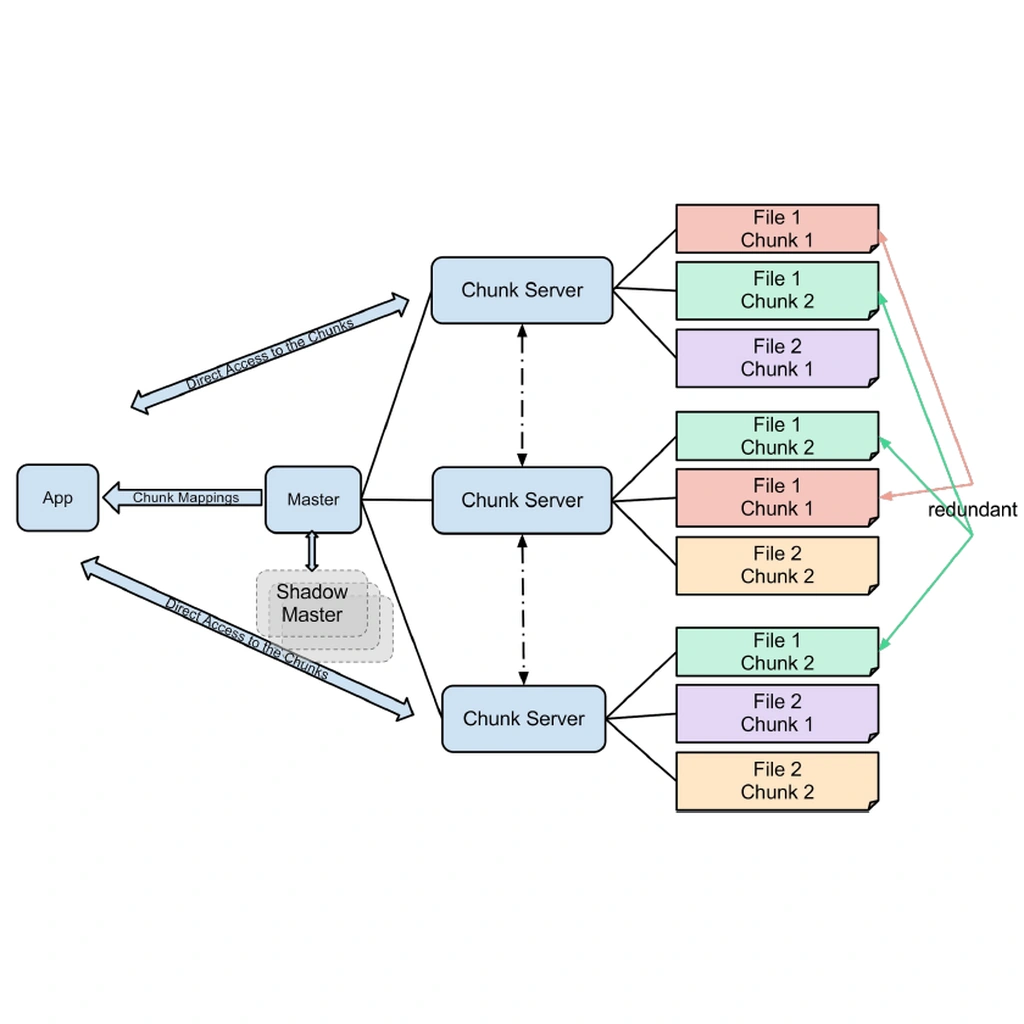 File 1
Chunk 1
File 1
Chunk 2
File 2
Chunk 1
Chunk Server
Direct Access to the Chunks
File 1
Chunk 2
File 1
Chunk 1
File 2
Chunk 2
App
Chunk Mappings
Master
Chunk Server
redundant
Shadow
Master
Direct Access to the Chunks
File 1
Chunk 2
File 2
Chunk 1
File 2
Chunk 2
Chunk Server